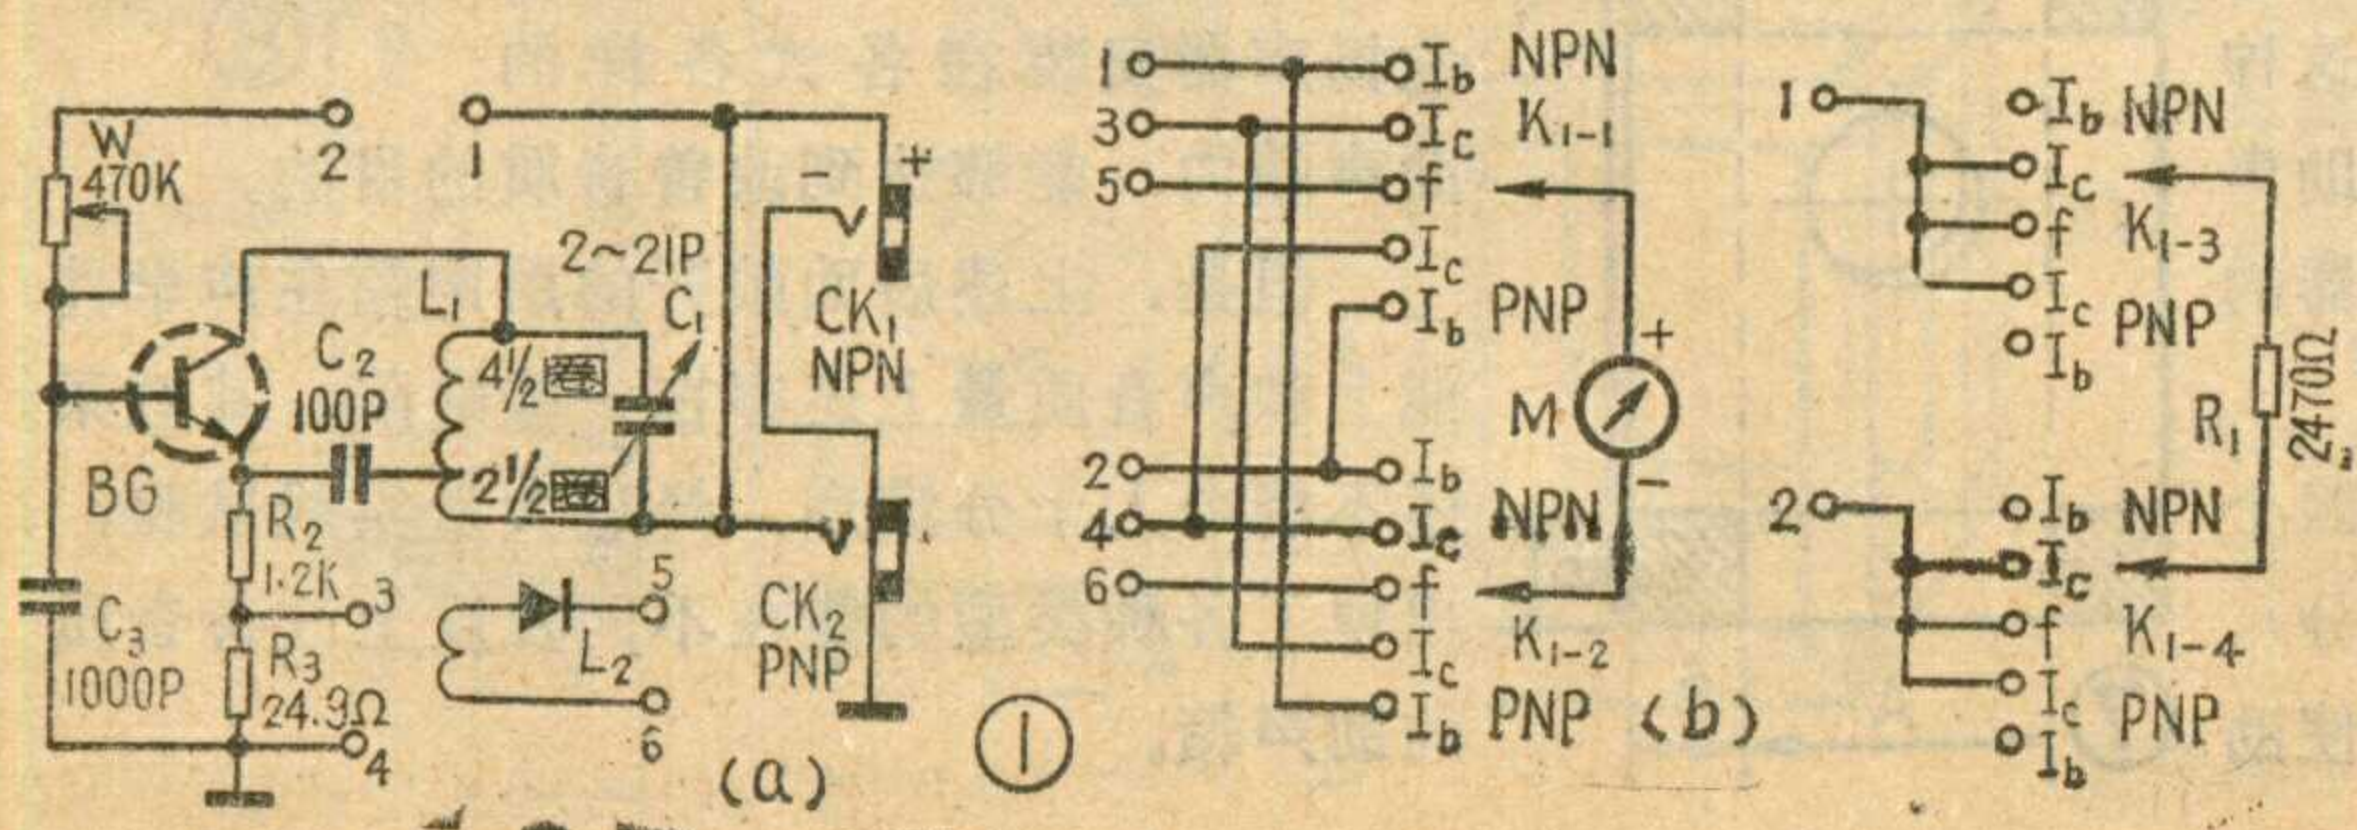 W
470K
2
1
- +
2~21P
C₁
L₁
4½圈
C₂
100P
CK₁
NPN
BG
2½圈
R₂
1.2K
3
5
C₃
1000P
R₃
24.9Ω
4
L₂
6
CK₂
PNP
(a)
①
1 Ib NPN
3 Ic K₁₋₁
5 f
Ic
Ib PNP
+
M
-
2 Ib
4 Ic NPN
6 f
Ic K₁₋₂
Ib PNP
(b)
1 Ib NPN
Ic
f K₁₋₃
Ic PNP
Ib
R₁
2470Ω
2 Ib NPN
Ic
f K₁₋₄
Ic PNP
Ib